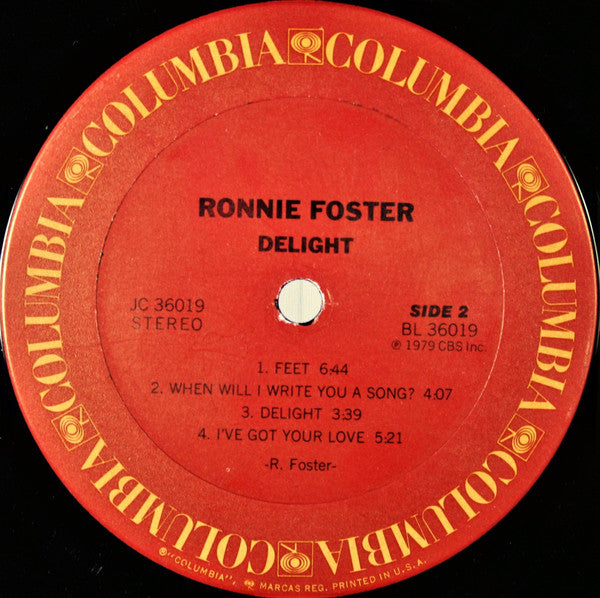 COLUMBIA COLUMBIA COLUMBIA COLUMBIA COLUMBIA COLUMBIA
RONNIE FOSTER
DELIGHT
JC 36019
STEREO
SIDE 2
BL 36019
℗ 1979 CBS Inc.
1. FEET 6:44
2. WHEN WILL I WRITE YOU A SONG? 4:07
3. DELIGHT 3:39
4. I'VE GOT YOUR LOVE 5:21
-R. Foster-
®"COLUMBIA", MARCAS REG. PRINTED IN U.S.A.